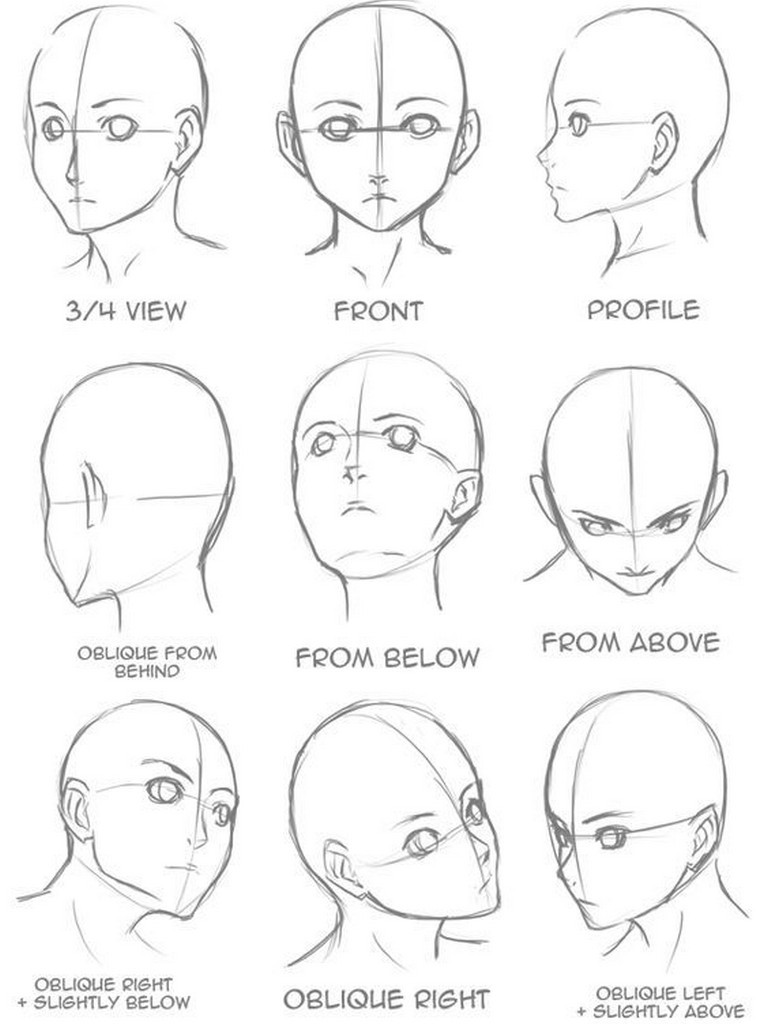 3/4 VIEW
FRONT
PROFILE
OBLIQUE FROM
BEHIND
FROM BELOW
FROM ABOVE
OBLIQUE RIGHT
+ SLIGHTLY BELOW
OBLIQUE RIGHT
OBLIQUE LEFT
+ SLIGHTLY ABOVE